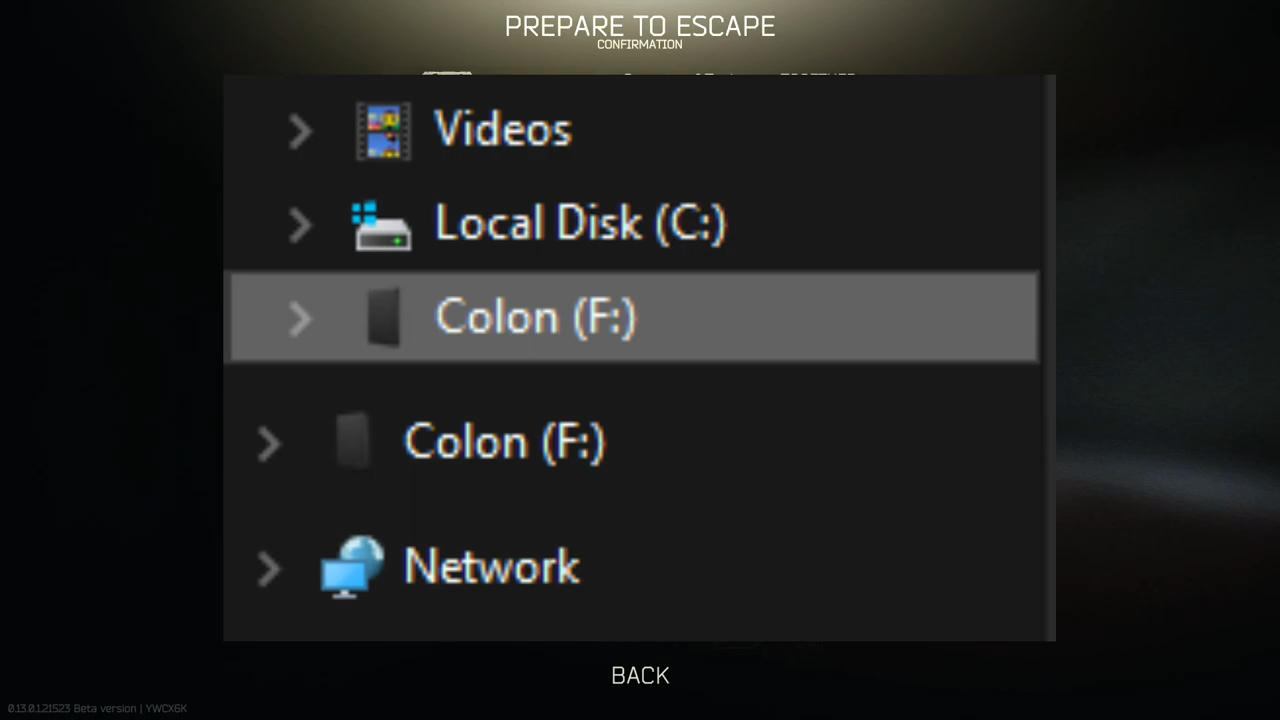 PREPARE TO ESCAPE
CONFIRMATION
Videos
Local Disk (C:)
Colon (F:)
Colon (F:)
Network
BACK
0.13.0.1.21523 Beta version | YWCX6K